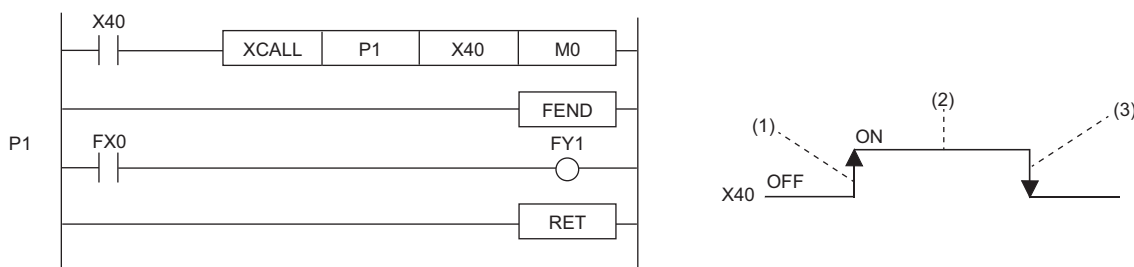 X40
XCALL P1 X40 M0
FEND
P1 FX0 FY1
RET
(1) (2) (3)
ON
X40 OFF